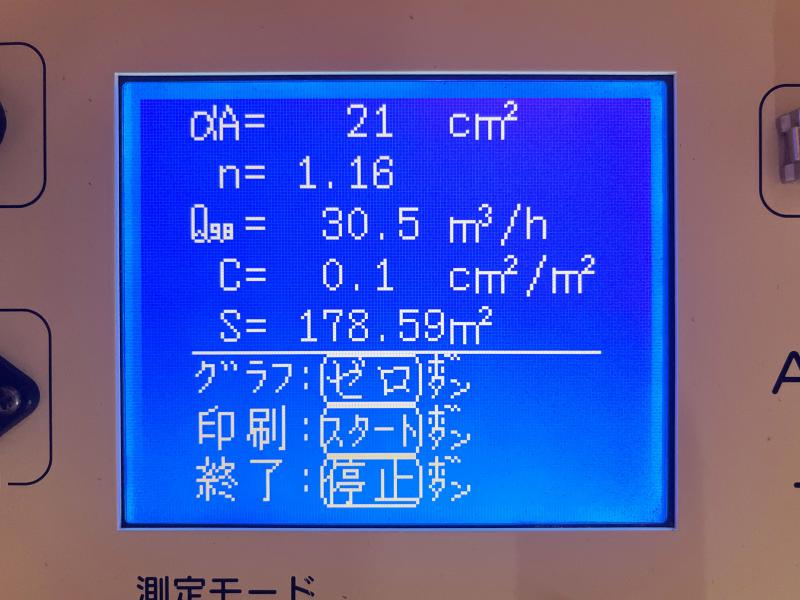 αA= 21 cm²
n= 1.16
Q₉₈= 30.5 m³/h
C= 0.1 cm²/m²
S= 178.59m²
グラフ:ゼロボタン
印刷:スタートボタン
終了:停止ボタン
測定モード
A